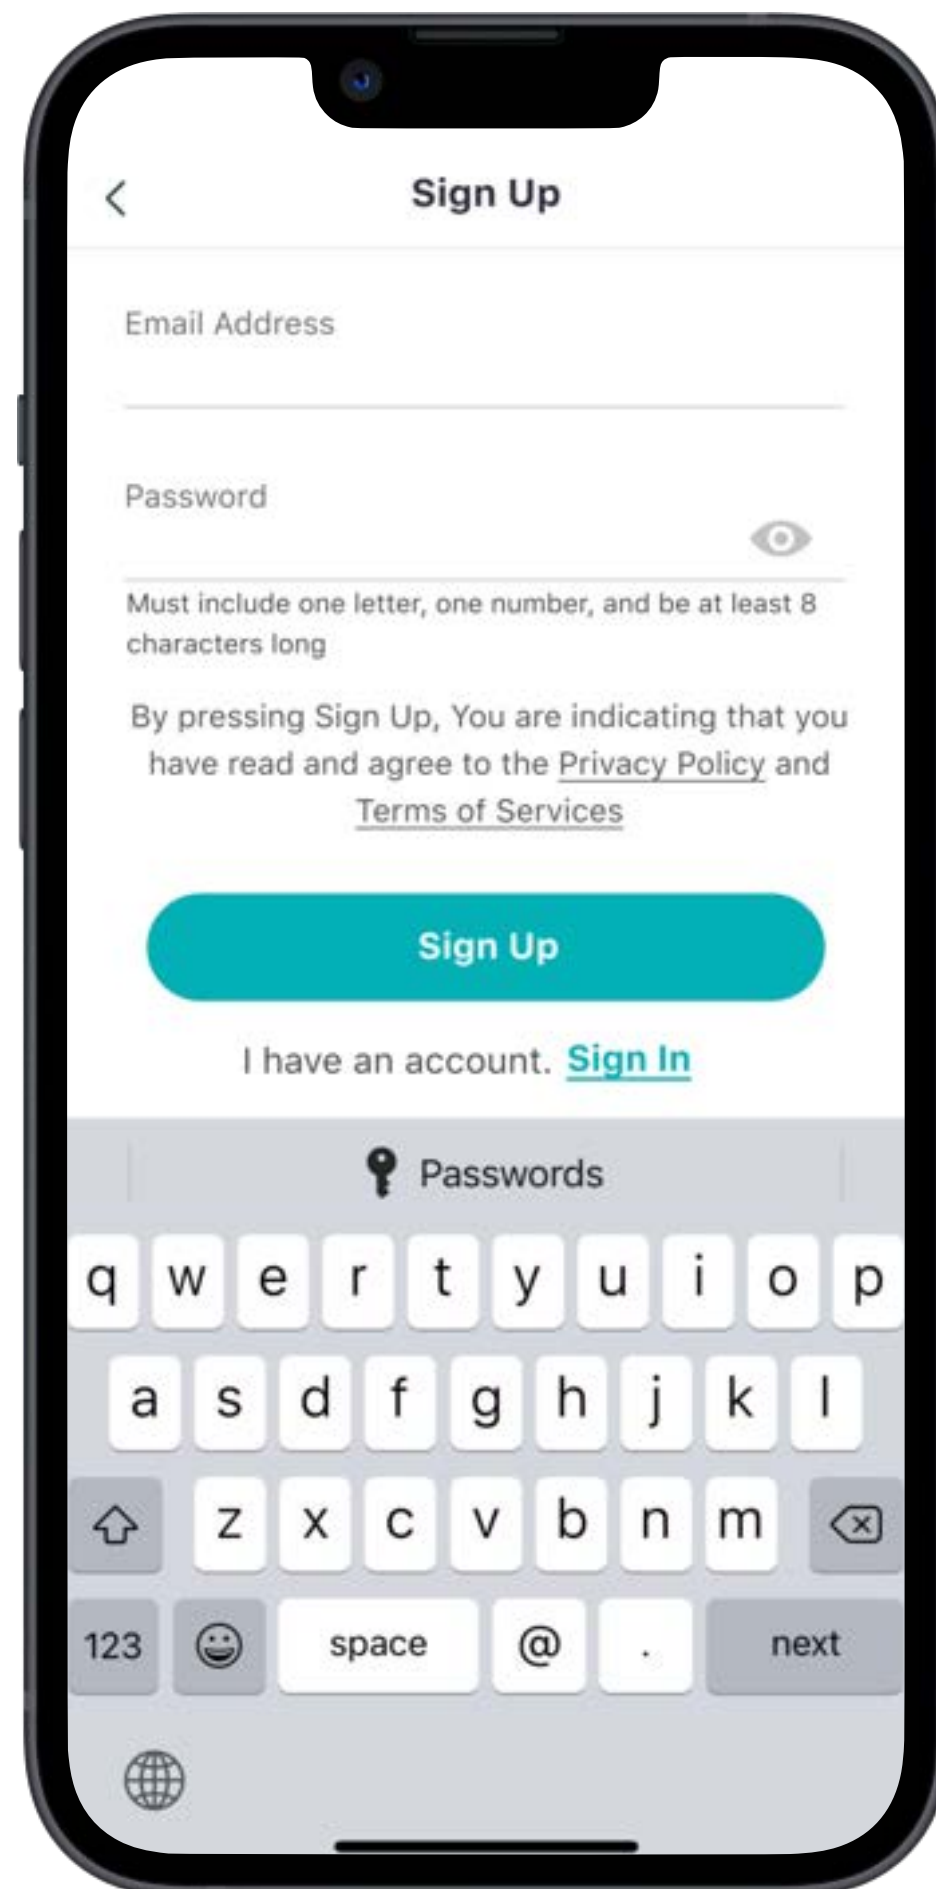 Sign Up
Email Address
Password
Must include one letter, one number, and be at least 8
characters long
By pressing Sign Up, You are indicating that you
have read and agree to the Privacy Policy and
Terms of Services
Sign Up
I have an account. Sign In
Passwords
q w e r t y u i o p
a s d f g h j k l
z x c v b n m
123 space @ . next